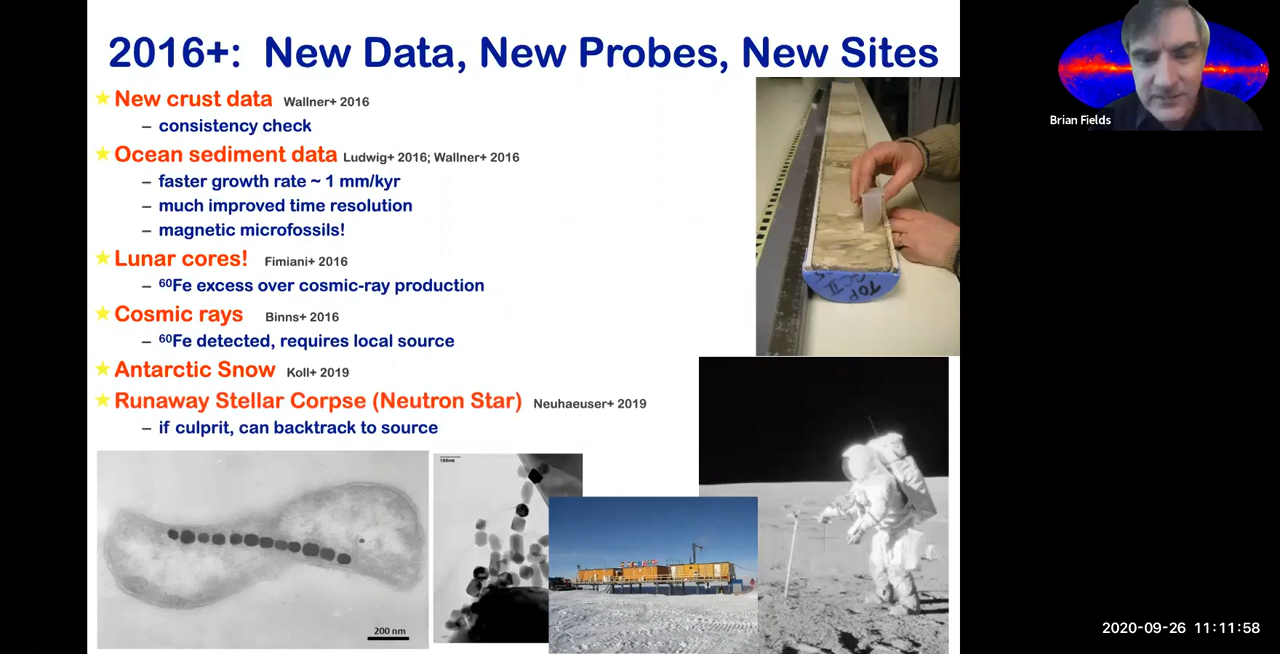 2016+: New Data, New Probes, New Sites
New crust data Wallner+ 2016
– consistency check
Ocean sediment data Ludwig+ 2016; Wallner+ 2016
– faster growth rate ~ 1 mm/kyr
– much improved time resolution
– magnetic microfossils!
Lunar cores! Fimiani+ 2016
– ⁶⁰Fe excess over cosmic-ray production
Cosmic rays Binns+ 2016
– ⁶⁰Fe detected, requires local source
Antarctic Snow Koll+ 2019
Runaway Stellar Corpse (Neutron Star) Neuhaeuser+ 2019
– if culprit, can backtrack to source
200 nm
100nm
TOP
Brian Fields
2020-09-26 11:11:58